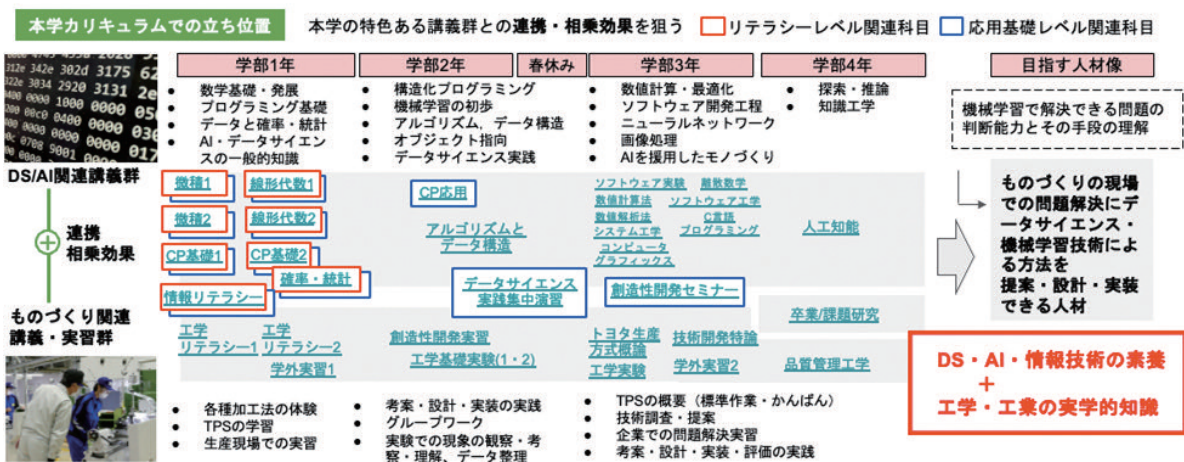 本学カリキュラムでの立ち位置
本学の特色ある講義群との連携・相乗効果を狙う
リテラシーレベル関連科目
応用基礎レベル関連科目
学部1年
学部2年
春休み
学部3年
学部4年
目指す人材像
• 数学基礎・発展
• プログラミング基礎
• データと確率・統計
• AI・データサイエン
スの一般的知識
• 構造化プログラミング
• 機械学習の初歩
• アルゴリズム，データ構造
• オブジェクト指向
• データサイエンス実践
• 数値計算・最適化
• ソフトウェア開発工程
• ニューラルネットワーク
• 画像処理
• AIを援用したモノづくり
• 探索・推論
• 知識工学
機械学習で解決できる問題の
判断能力とその手段の理解
DS/AI関連講義群
連携
相乗効果
ものづくり関連
講義・実習群
微積1
線形代数1
微積2
線形代数2
CP基礎1
CP基礎2
確率・統計
情報リテラシー
CP応用
アルゴリズムと
データ構造
データサイエンス
実践集中演習
ソフトウェア実験
離散数学
数値計算法
ソフトウェア工学
数値解析法
C言語
プログラミング
システム工学
コンピュータ
グラフィックス
創造性開発セミナー
人工知能
ものづくりの現場
での問題解決にデ
ータサイエンス・
機械学習技術によ
る方法を
提案・設計・実装
できる人材
工学
リテラシー1
工学
リテラシー2
学外実習1
創造性開発実習
工学基礎実験(1・2)
トヨタ生産
方式概論
工学実験
技術開発特論
学外実習2
卒業/課題研究
品質管理工学
DS・AI・情報技術の素養
+
工学・工業の実学的知識
• 各種加工法の体験
• TPSの学習
• 生産現場での実習
• 考案・設計・実装の実践
• グループワーク
• 実験での現象の観察・考
察・理解、データ整理
• TPSの概要（標準作業・かんばん）
• 技術調査・提案
• 企業での問題解決実習
• 考案・設計・実装・評価の実践